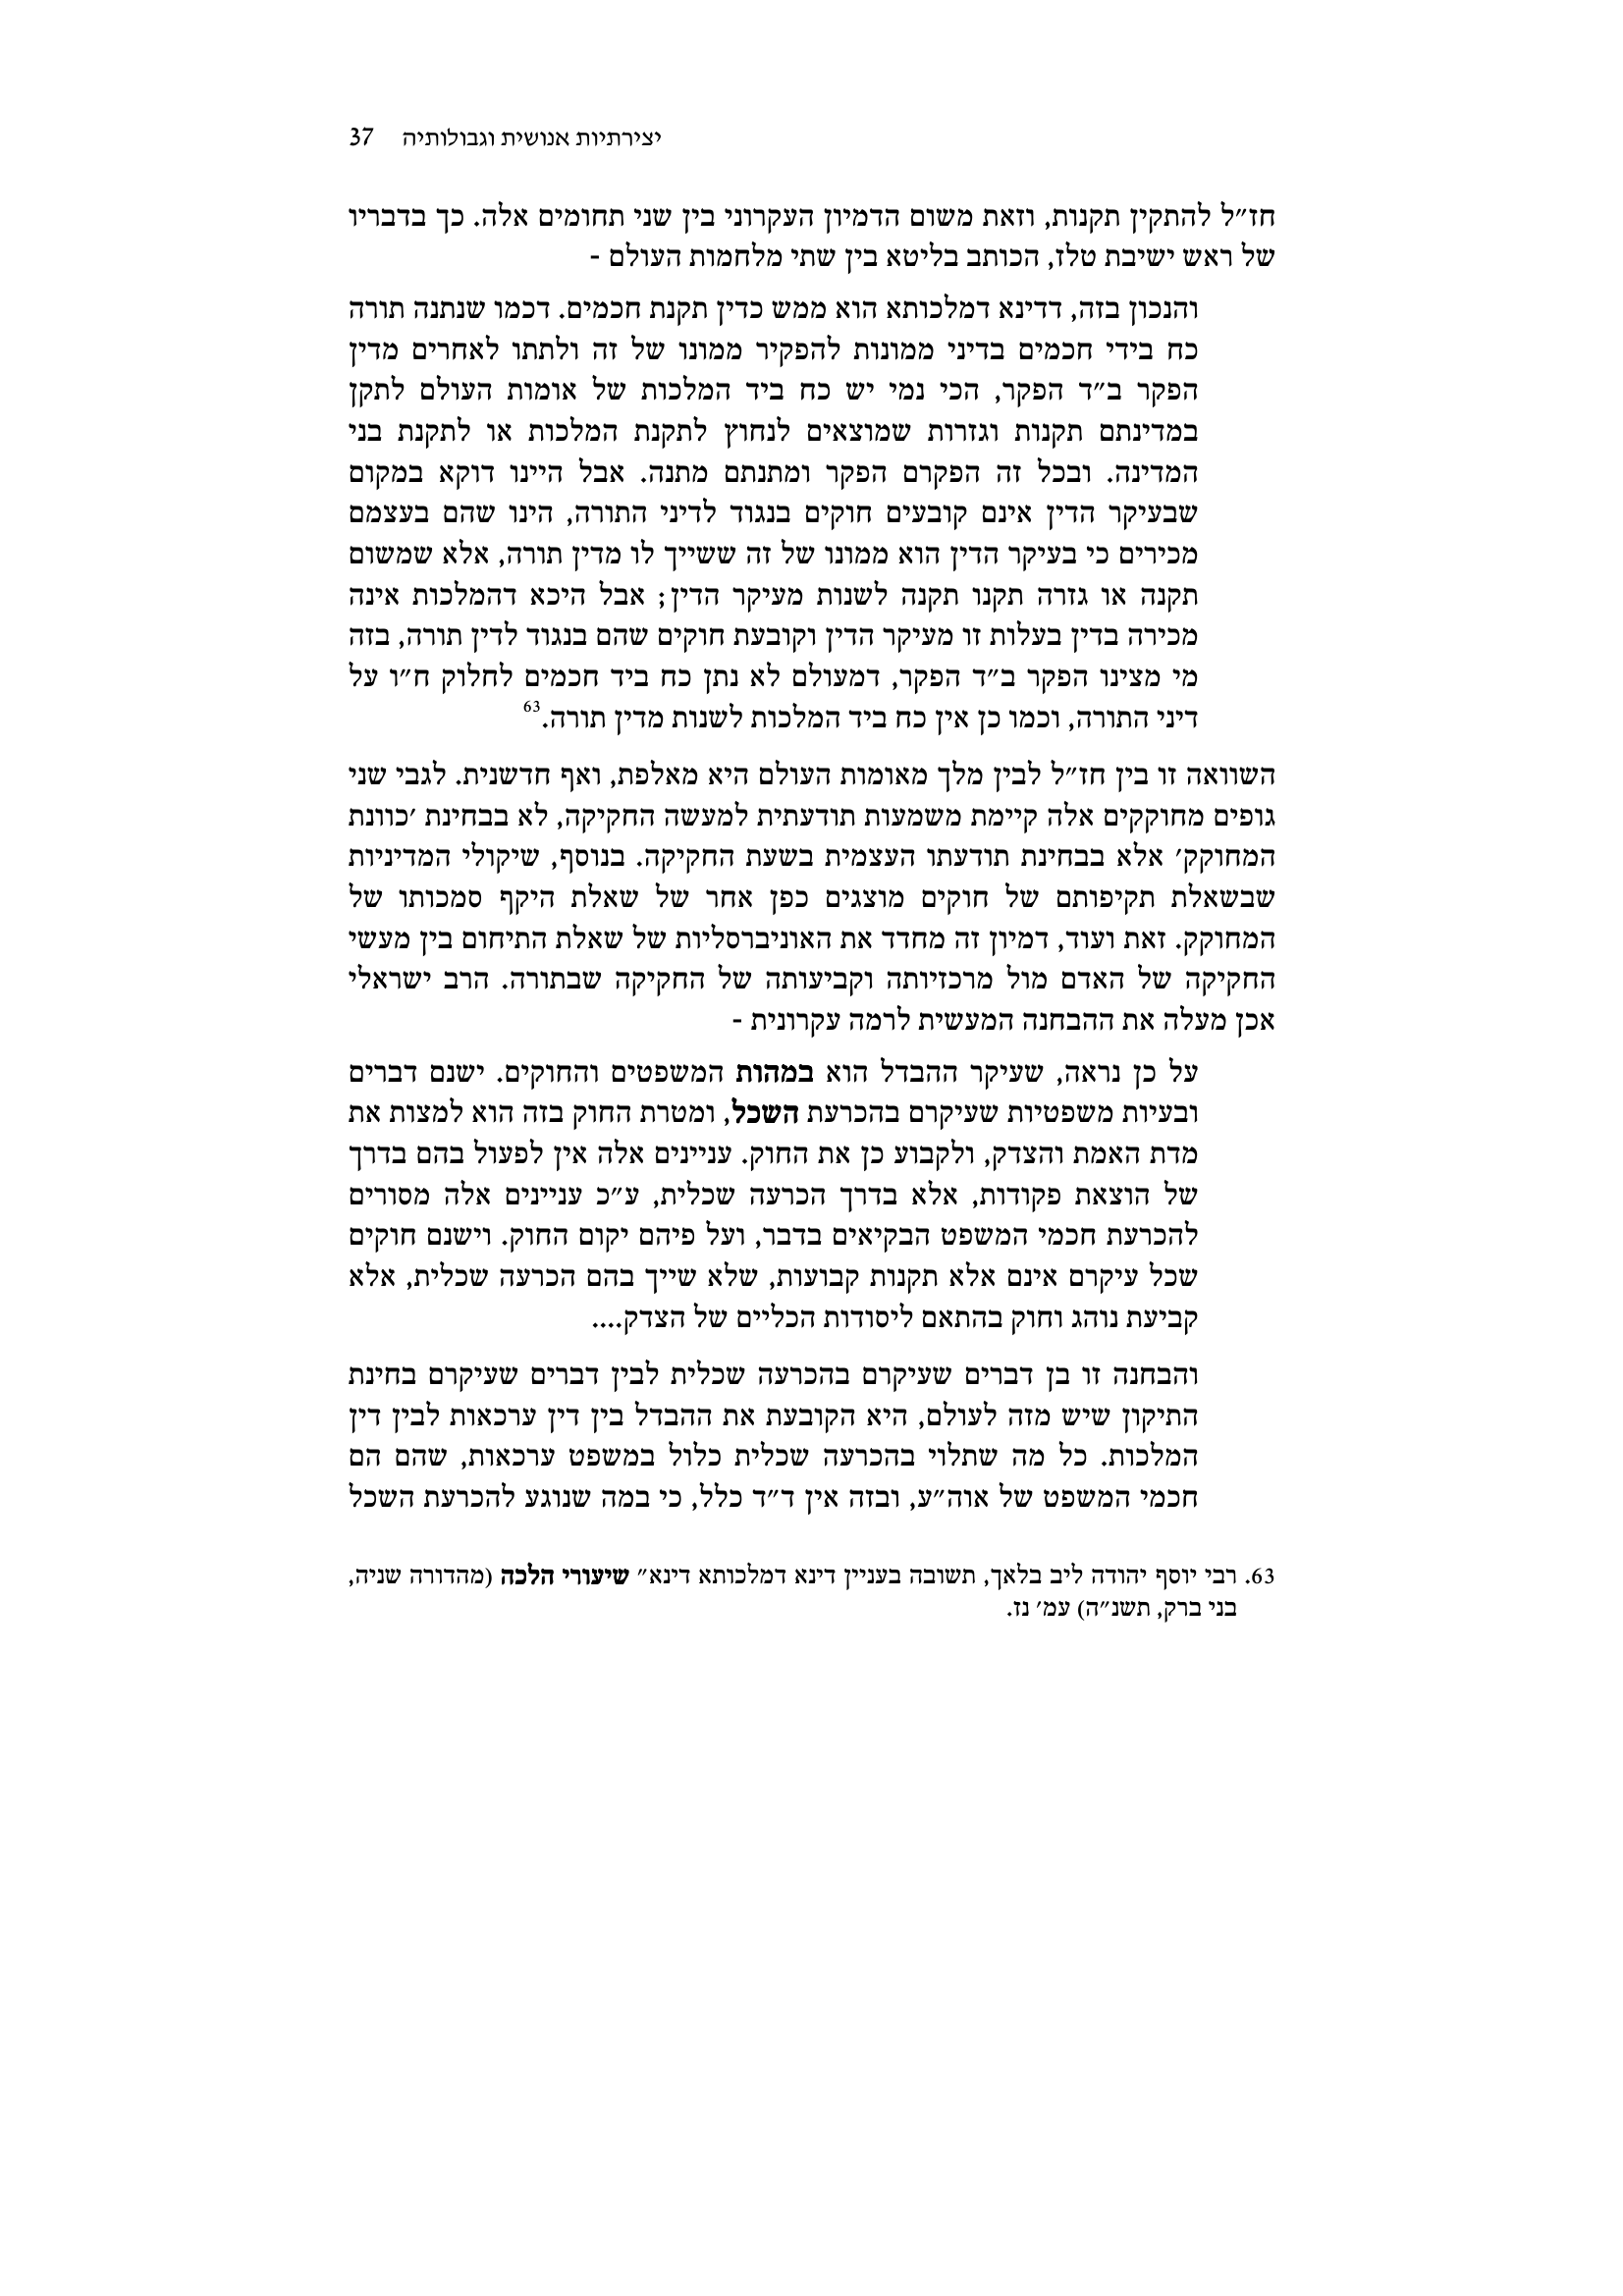 יצירתיות אנושית וגבולותיה 37
חז״ל להתקין תקנות, וזאת משום הדמיון העקרוני בין שני תחומים אלה. כך בדבריו
של ראש ישיבת טלז, הכותב בליטא בין שתי מלחמות העולם -
והנכון בזה, דדינא דמלכותא הוא ממש כדין תקנת חכמים. דכמו שנתנה תורה
כח בידי חכמים בדיני ממונות להפקיר ממונו של זה ולתתו לאחרים מדין
הפקר ב״ד הפקר, הכי נמי יש כח ביד המלכות של אומות העולם לתקן
במדינתם תקנות וגזרות שמוצאים לנחוץ לתקנת המלכות או לתקנת בני
המדינה. ובכל זה הפקרם הפקר ומתנתם מתנה. אבל היינו דוקא במקום
שבעיקר הדין אינם קובעים חוקים בנגוד לדיני התורה, הינו שהם בעצמם
מכירים כי בעיקר הדין הוא ממונו של זה ששייך לו מדין תורה, אלא שמשום
תקנה או גזרה תקנו תקנה לשנות מעיקר הדין; אבל היכא דהמלכות אינה
מכירה בדין בעלות זו מעיקר הדין וקובעת חוקים שהם בנגוד לדין תורה, בזה
מי מצינו הפקר ב״ד הפקר, דמעולם לא נתן כח ביד חכמים לחלוק ח״ו על
דיני התורה, וכמו כן אין כח ביד המלכות לשנות מדין תורה.63
השוואה זו בין חז״ל לבין מלך מאומות העולם היא מאלפת, ואף חדשנית. לגבי שני
גופים מחוקקים אלה קיימת משמעות תודעתית למעשה החקיקה, לא בבחינת ׳כוונת
המחוקק׳ אלא בבחינת תודעתו העצמית בשעת החקיקה. בנוסף, שיקולי המדיניות
שבשאלת תקיפותם של חוקים מוצגים כפן אחר של שאלת היקף סמכותו של
המחוקק. זאת ועוד, דמיון זה מחדד את האוניברסליות של שאלת התיחום בין מעשי
החקיקה של האדם מול מרכזיותה וקביעותה של החקיקה שבתורה. הרב ישראלי
אכן מעלה את ההבחנה המעשית לרמה עקרונית -
על כן נראה, שעיקר ההבדל הוא במהות המשפטים והחוקים. ישנם דברים
ובעיות משפטיות שעיקרם בהכרעת השכל, ומטרת החוק בזה הוא למצות את
מדת האמת והצדק, ולקבוע כן את החוק. עניינים אלה אין לפעול בהם בדרך
של הוצאת פקודות, אלא בדרך הכרעה שכלית, ע״כ עניינים אלה מסורים
להכרעת חכמי המשפט הבקיאים בדבר, ועל פיהם יקום החוק. וישנם חוקים
שכל עיקרם אינם אלא תקנות קבועות, שלא שייך בהם הכרעה שכלית, אלא
קביעת נוהג וחוק בהתאם ליסודות הכליים של הצדק....
והבחנה זו בן דברים שעיקרם בהכרעה שכלית לבין דברים שעיקרם בחינת
התיקון שיש מזה לעולם, היא הקובעת את ההבדל בין דין ערכאות לבין דין
המלכות. כל מה שתלוי בהכרעה שכלית כלול במשפט ערכאות, שהם הם
חכמי המשפט של אוה״ע, ובזה אין ד״ד כלל, כי במה שנוגע להכרעת השכל
63. רבי יוסף יהודה ליב בלאך, תשובה בעניין דינא דמלכותא דינא״ שיעורי הלכה (מהדורה שניה,
בני ברק, תשנ״ה) עמ׳ נז.